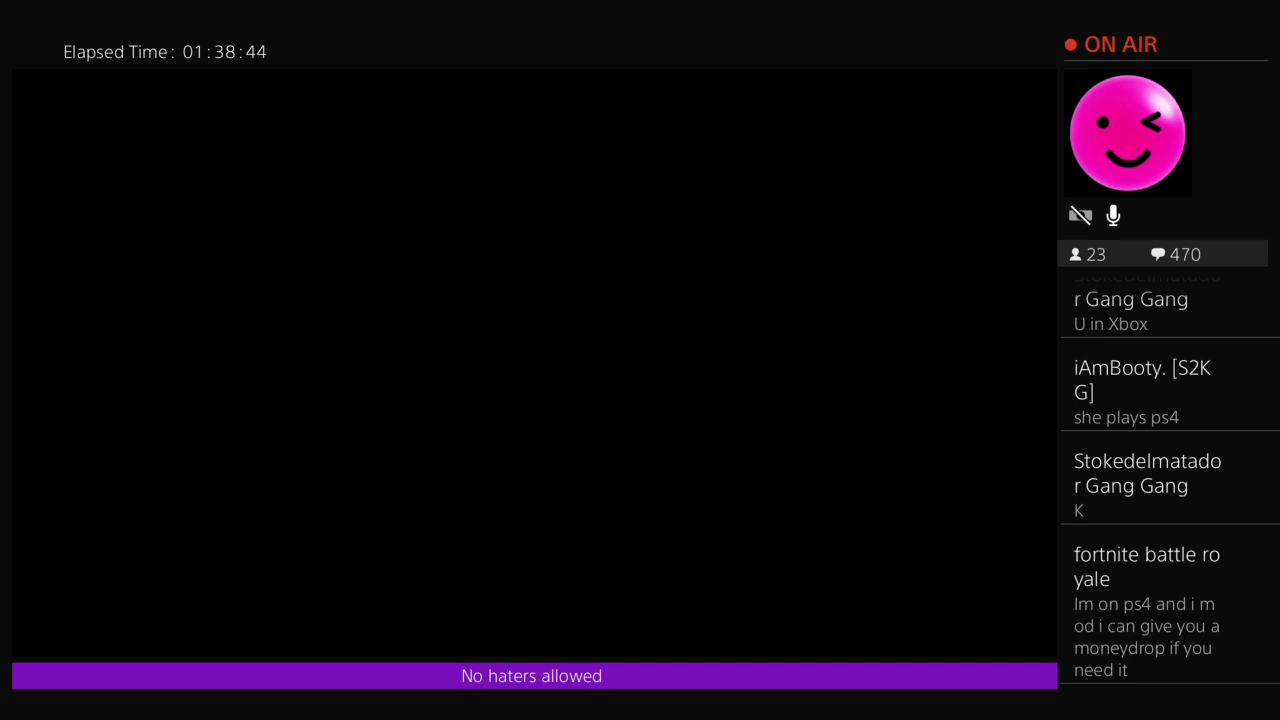 Elapsed Time: 01:38:44
ON AIR
23 470
r Gang Gang
U in Xbox
iAmBooty. [S2K
G]
she plays ps4
Stokedelmatado
r Gang Gang
K
fortnite battle ro
yale
Im on ps4 and i m
od i can give you a
moneydrop if you
need it
No haters allowed